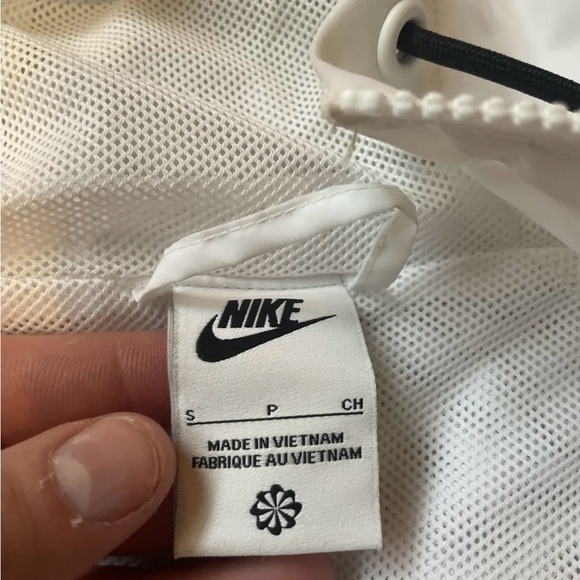 NIKE
S P CH
MADE IN VIETNAM
FABRIQUE AU VIETNAM